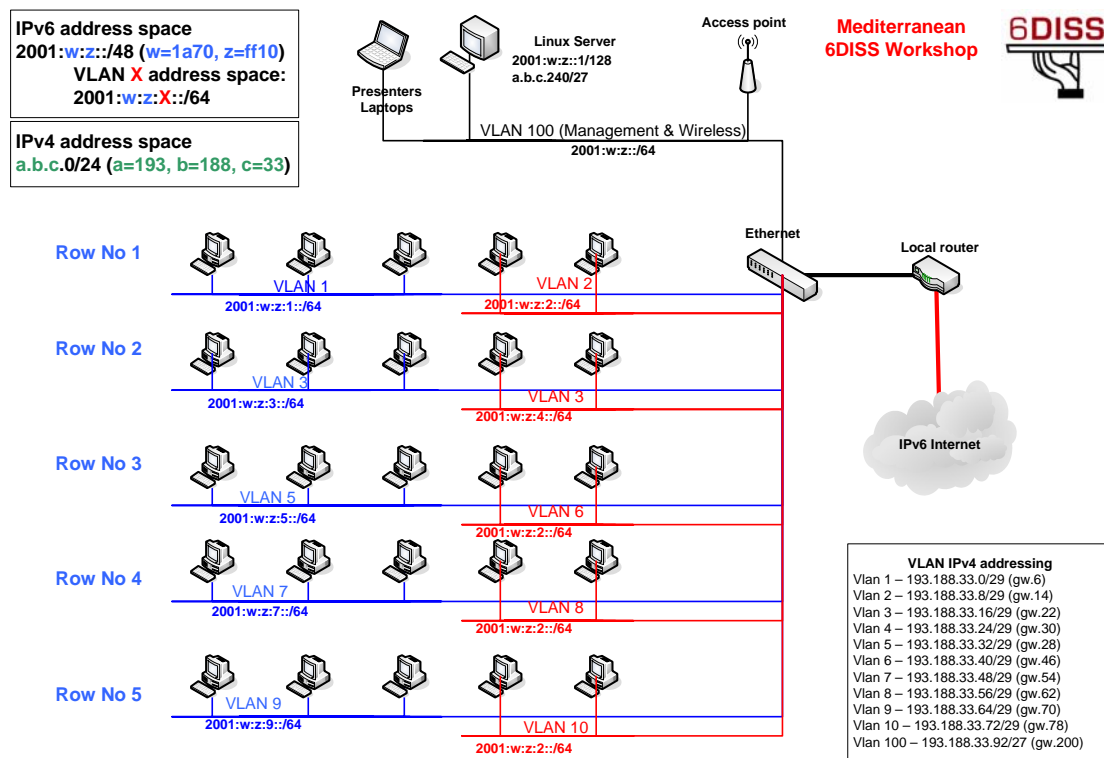 IPv6 address space
2001:w:z::/48 (w=1a70, z=ff10)
VLAN X address space:
2001:w:z:X::/64
IPv4 address space
a.b.c.0/24 (a=193, b=188, c=33)
Presenters
Laptops
Linux Server
2001:w:z::1/128
a.b.c.240/27
Access point
Mediterranean
6DISS Workshop
6DISS
VLAN 100 (Management & Wireless)
2001:w:z::/64
Ethernet
Local router
IPv6 Internet
Row No 1
VLAN 1
2001:w:z:1::/64
VLAN 2
2001:w:z:2::/64
Row No 2
VLAN 3
2001:w:z:3::/64
VLAN 3
2001:w:z:4::/64
Row No 3
VLAN 5
2001:w:z:5::/64
VLAN 6
2001:w:z:2::/64
Row No 4
VLAN 7
2001:w:z:7::/64
VLAN 8
2001:w:z:2::/64
Row No 5
VLAN 9
2001:w:z:9::/64
VLAN 10
2001:w:z:2::/64
VLAN IPv4 addressing
Vlan 1 – 193.188.33.0/29 (gw.6)
Vlan 2 – 193.188.33.8/29 (gw.14)
Vlan 3 – 193.188.33.16/29 (gw.22)
Vlan 4 – 193.188.33.24/29 (gw.30)
Vlan 5 – 193.188.33.32/29 (gw.28)
Vlan 6 – 193.188.33.40/29 (gw.46)
Vlan 7 – 193.188.33.48/29 (gw.54)
Vlan 8 – 193.188.33.56/29 (gw.62)
Vlan 9 – 193.188.33.64/29 (gw.70)
Vlan 10 – 193.188.33.72/29 (gw.78)
Vlan 100 – 193.188.33.92/27 (gw.200)